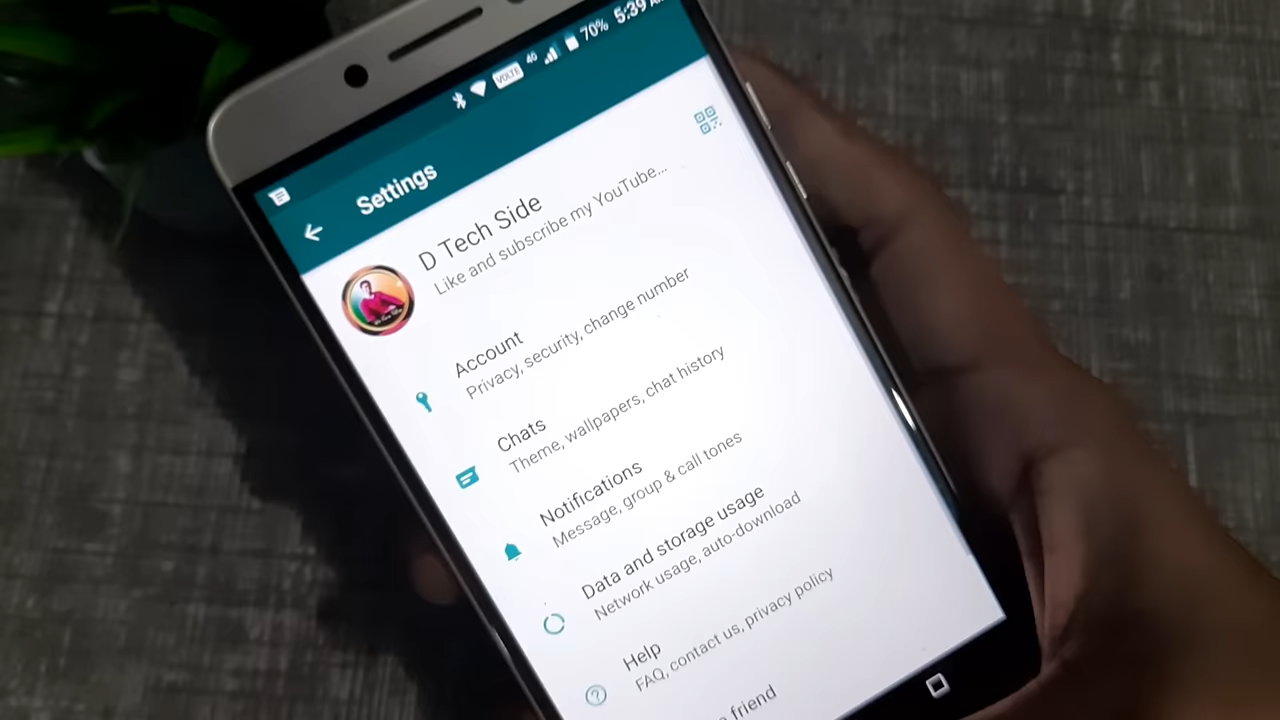 VOLTE 4G 70% 5:39
Settings
D Tech Side
Like and subscribe my YouTube...
Account
Privacy, security, change number
Chats
Theme, wallpapers, chat history
Notifications
Message, group & call tones
Data and storage usage
Network usage, auto-download
Help
FAQ, contact us, privacy policy
friend